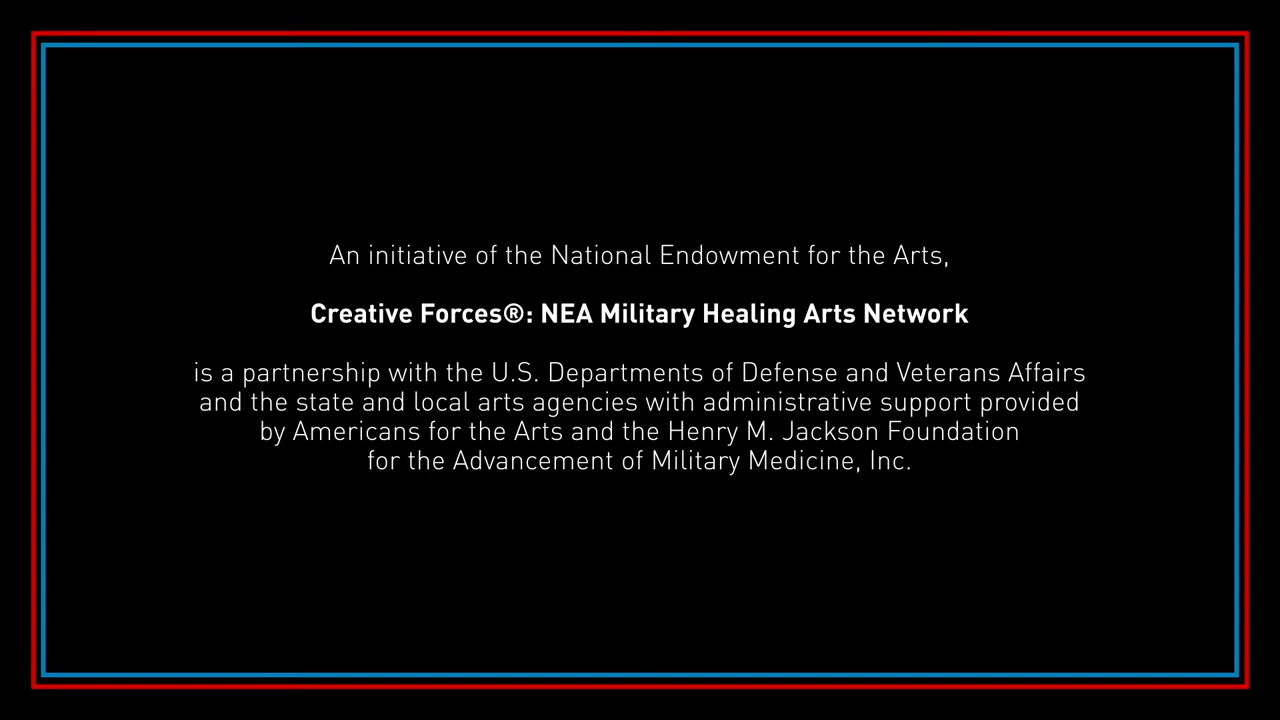 An initiative of the National Endowment for the Arts,
Creative Forces®: NEA Military Healing Arts Network
is a partnership with the U.S. Departments of Defense and Veterans Affairs
and the state and local arts agencies with administrative support provided
by Americans for the Arts and the Henry M. Jackson Foundation
for the Advancement of Military Medicine, Inc.